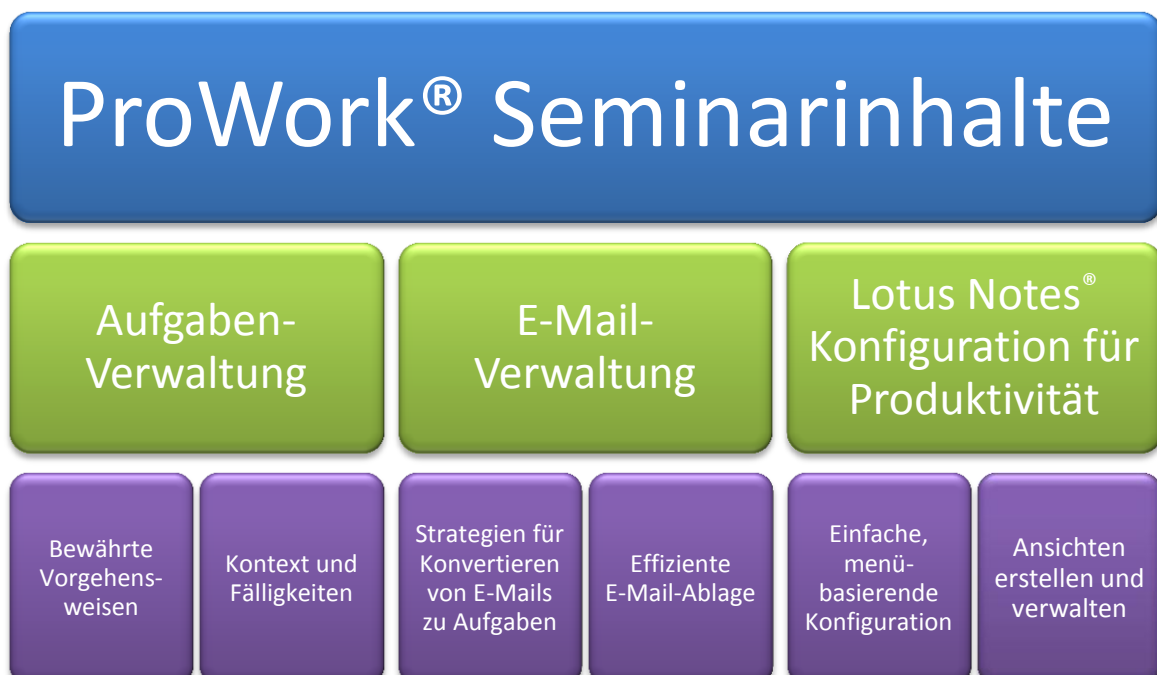 ProWork® Seminarinhalte
Aufgaben-
Verwaltung
E-Mail-
Verwaltung
Lotus Notes®
Konfiguration für
Produktivität
Bewährte
Vorgehens-
weisen
Kontext und
Fälligkeiten
Strategien für
Konvertieren
von E-Mails
zu Aufgaben
Effiziente
E-Mail-Ablage
Einfache,
menü-
basierende
Konfiguration
Ansichten
erstellen und
verwalten